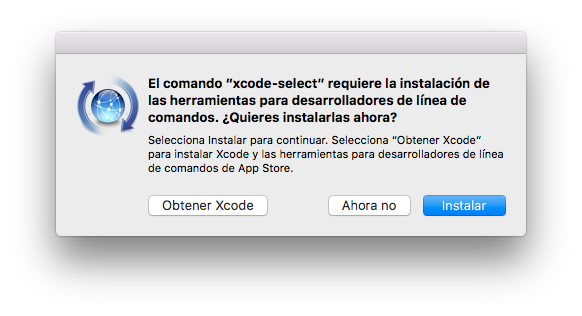 El comando “xcode-select” requiere la instalación de
las herramientas para desarrolladores de línea de
comandos. ¿Quieres instalarlas ahora?
Selecciona Instalar para continuar. Selecciona “Obtener Xcode”
para instalar Xcode y las herramientas para desarrolladores de línea
de comandos de App Store.
Obtener Xcode Ahora no Instalar